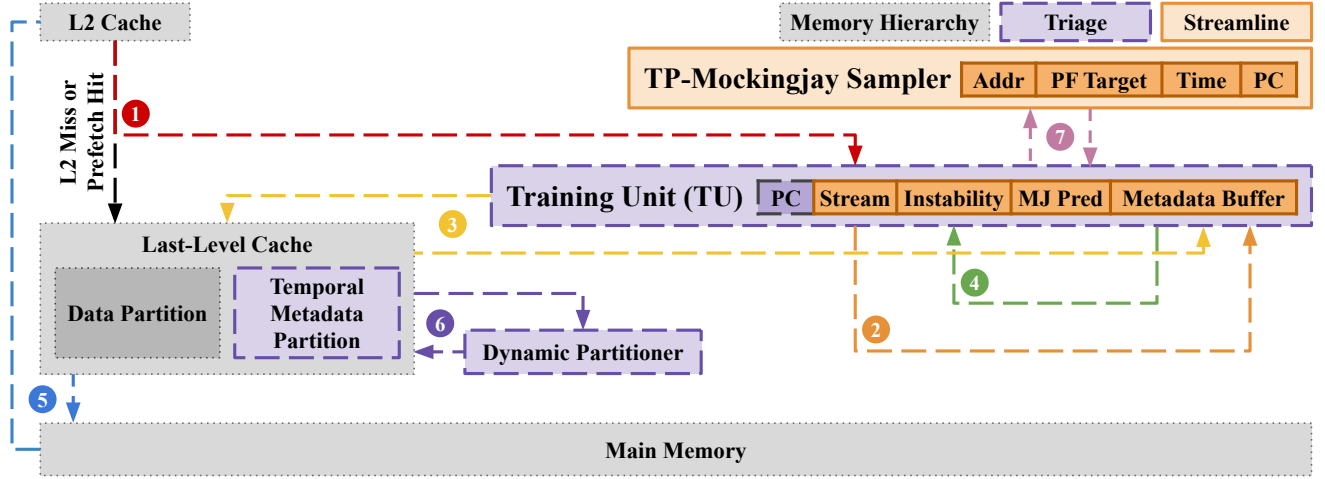 L2 Cache
Memory Hierarchy
Triage
Streamline
TP-Mockingjay Sampler
Addr
PF Target
Time
PC
L2 Miss or
Prefetch Hit
1
7
Training Unit (TU)
PC
Stream
Instability
MJ Pred
Metadata Buffer
3
Last-Level Cache
Data Partition
Temporal
Metadata
Partition
4
6
2
Dynamic Partitioner
5
Main Memory